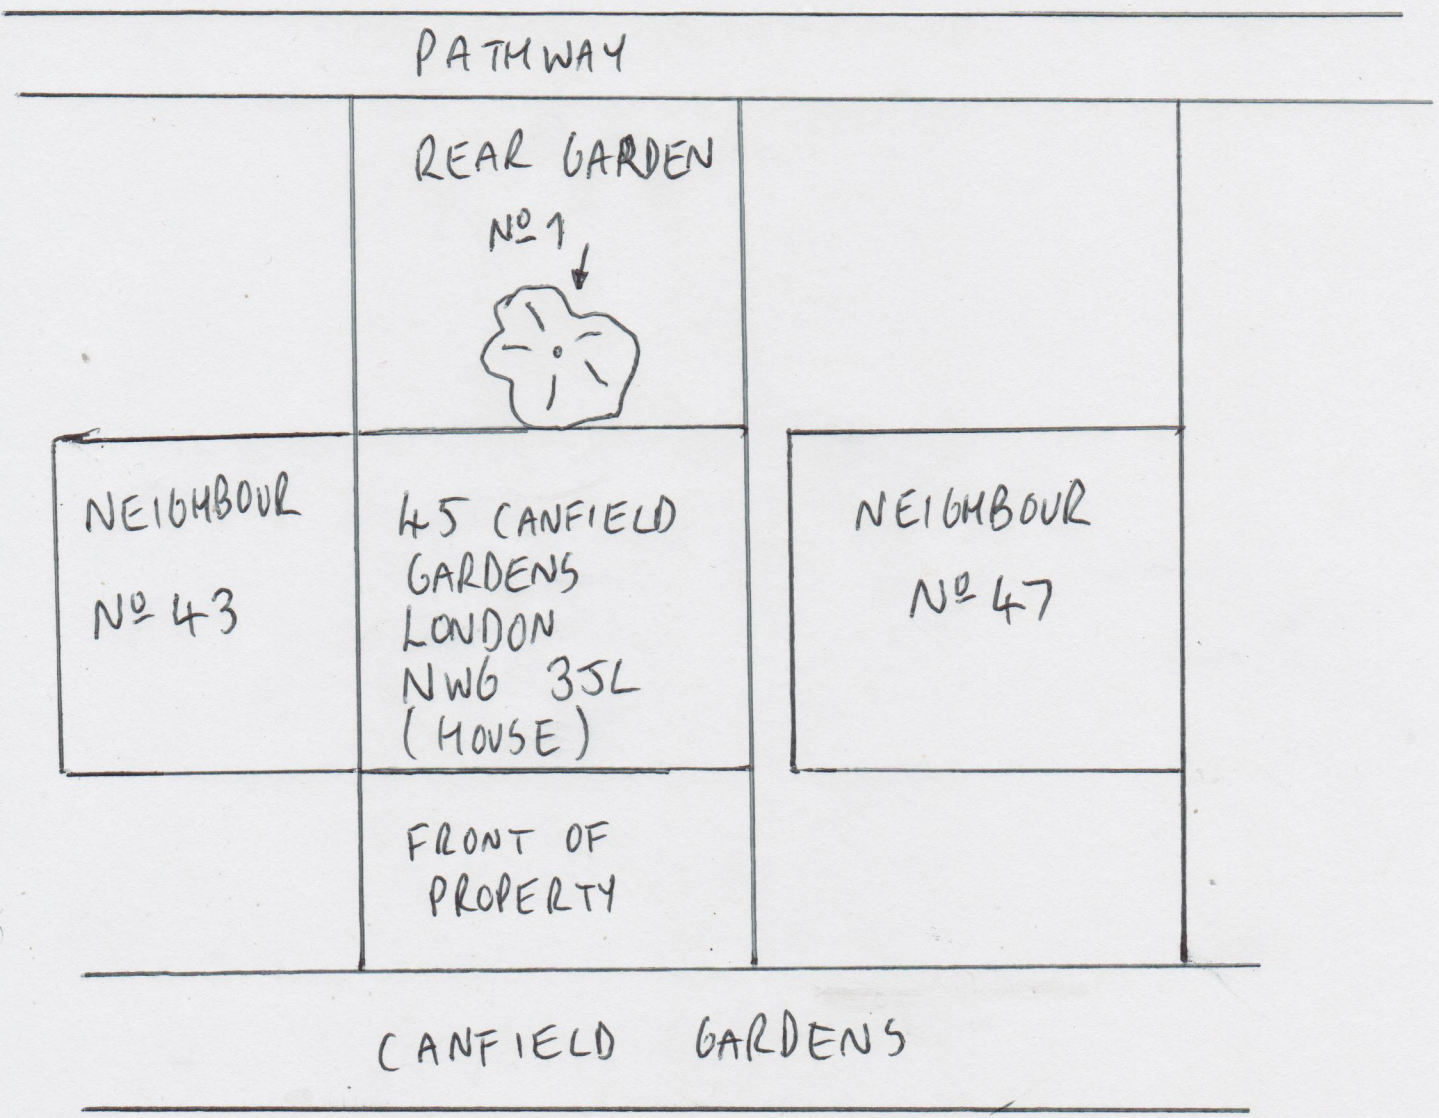 PATHWAY
REAR GARDEN
Nº 1
NEIGHBOUR
Nº 43
45 CANFIELD
GARDENS
LONDON
NW6 3JL
(HOUSE)
NEIGHBOUR
Nº 47
FRONT OF
PROPERTY
CANFIELD GARDENS